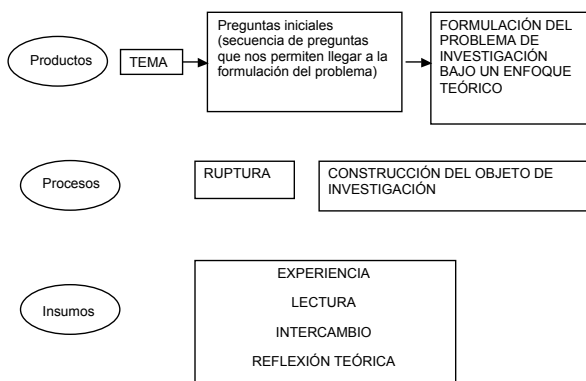 Productos
TEMA
Preguntas iniciales
(secuencia de preguntas
que nos permiten llegar a la
formulación del problema)
FORMULACIÓN DEL
PROBLEMA DE
INVESTIGACIÓN
BAJO UN ENFOQUE
TEÓRICO
Procesos
RUPTURA
CONSTRUCCIÓN DEL OBJETO DE
INVESTIGACIÓN
Insumos
EXPERIENCIA
LECTURA
INTERCAMBIO
REFLEXIÓN TEÓRICA